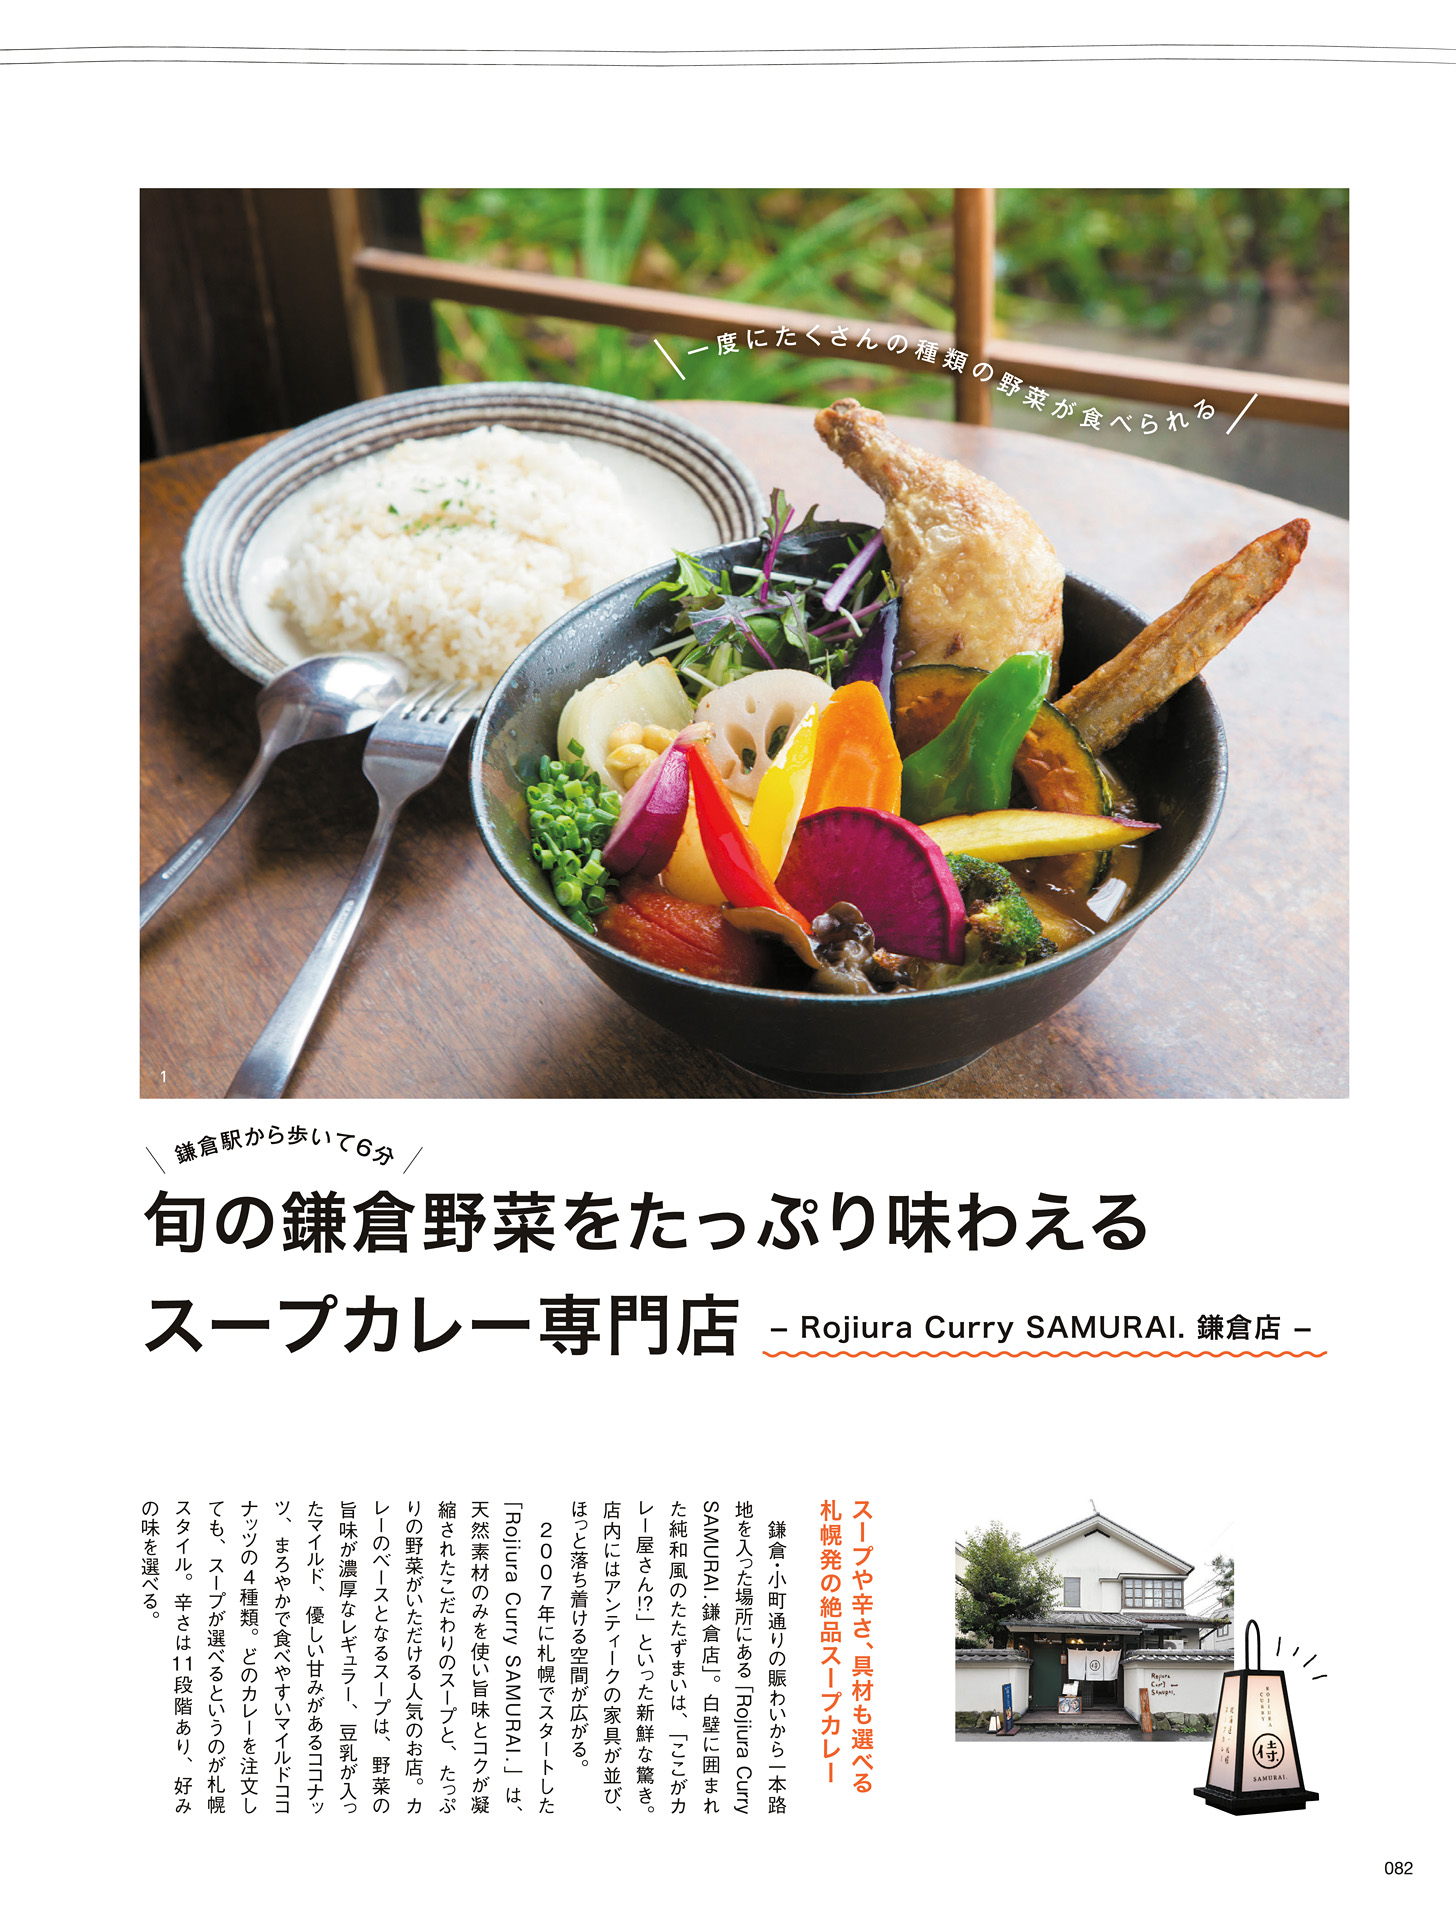 一度にたくさんの種類の野菜が食べられる
1
鎌倉駅から歩いて6分
旬の鎌倉野菜をたっぷり味わえる
スープカレー専門店
– Rojiura Curry SAMURAI. 鎌倉店 –
スープや辛さ、具材も選べる
札幌発の絶品スープカレー
鎌倉・小町通りの賑わいから一本路
地を入った場所にある「Rojiura Curry
SAMURAI. 鎌倉店」。白壁に囲まれ
た純和風のたたずまいは、「ここがカ
レー屋さん!?」といった新鮮な驚き。
店内にはアンティークの家具が並び、
ほっと落ち着ける空間が広がる。
2007年に札幌でスタートした
「Rojiura Curry SAMURAI.」は、
天然素材のみを使い旨味とコクが凝
縮されたこだわりのスープと、たっぷ
りの野菜がいただける人気のお店。カ
レーのベースとなるスープは、野菜の
旨味が濃厚なレギュラー、豆乳が入っ
たマイルド、優しい甘みがあるココナッ
ツ、まろやかで食べやすいマイルドココ
ナッツの4種類。どのカレーを注文し
ても、スープが選べるというのが札幌
スタイル。辛さは11段階あり、好み
の味を選べる。
Rojiura
Curry
SAMURAI.
ROJIURA
CURRY
侍
SAMURAI.
082